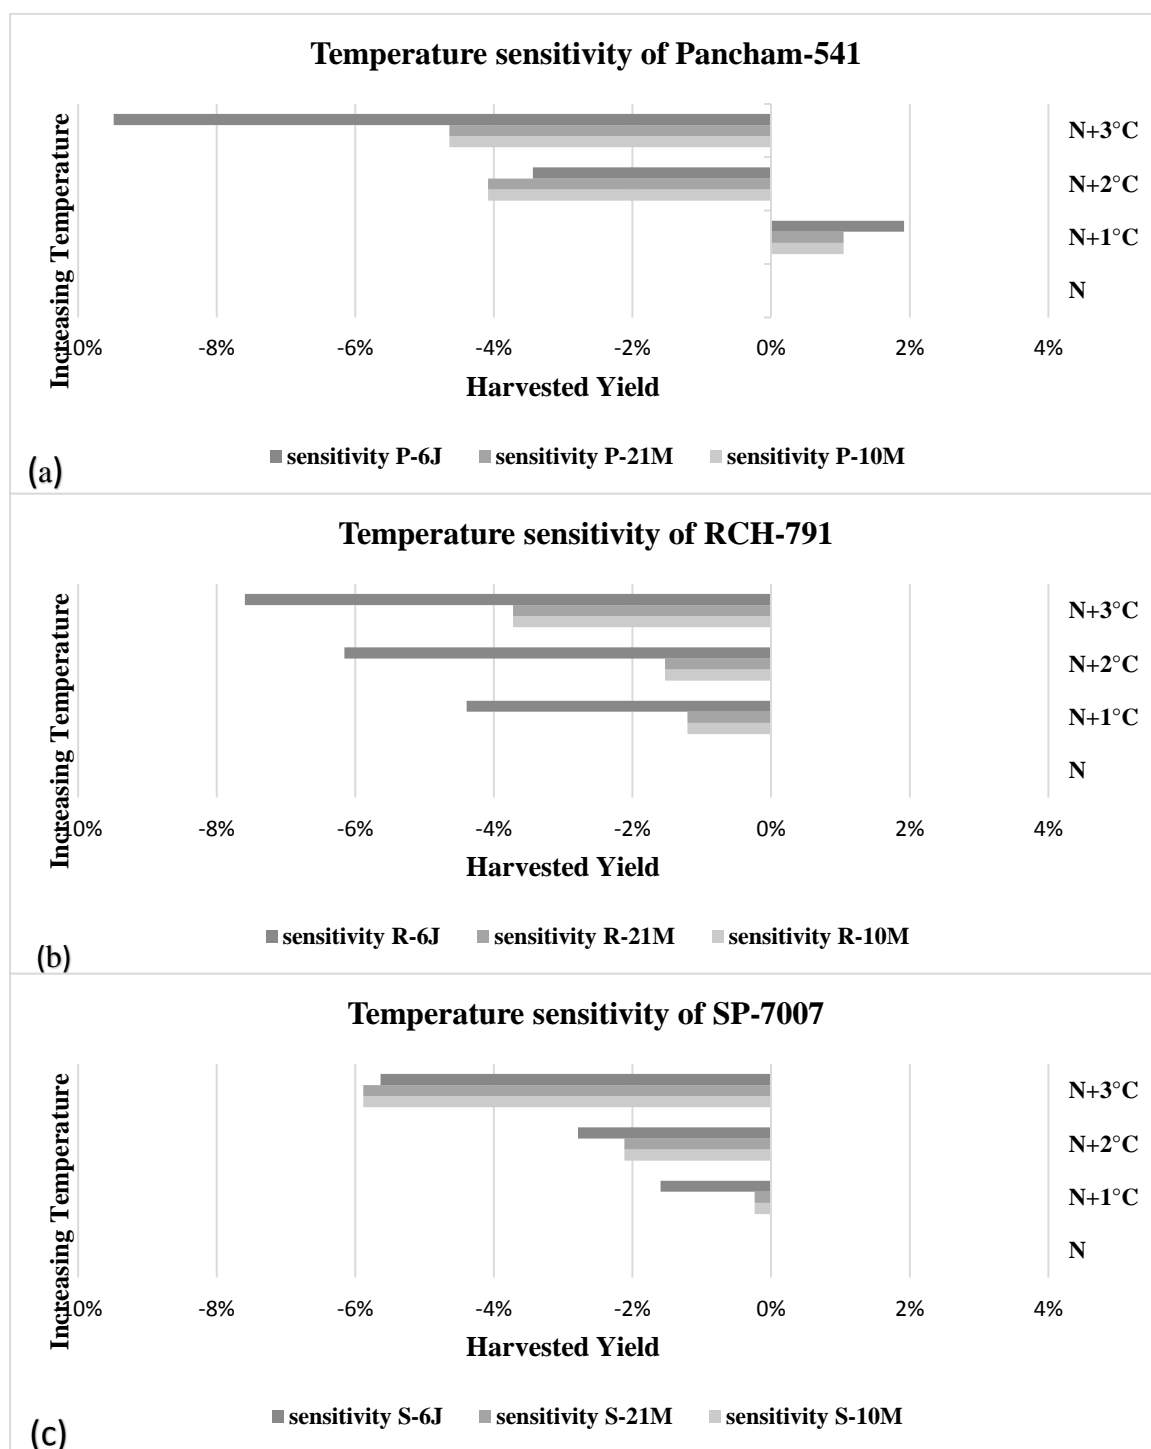 Temperature sensitivity of Pancham-541
Increasing Temperature
N+3°C
N+2°C
N+1°C
N
-10% -8% -6% -4% -2% 0% 2% 4%
Harvested Yield
sensitivity P-6J sensitivity P-21M sensitivity P-10M
(a)
Temperature sensitivity of RCH-791
Increasing Temperature
N+3°C
N+2°C
N+1°C
N
-10% -8% -6% -4% -2% 0% 2% 4%
Harvested Yield
sensitivity R-6J sensitivity R-21M sensitivity R-10M
(b)
Temperature sensitivity of SP-7007
Increasing Temperature
N+3°C
N+2°C
N+1°C
N
-10% -8% -6% -4% -2% 0% 2% 4%
Harvested Yield
sensitivity S-6J sensitivity S-21M sensitivity S-10M
(c)